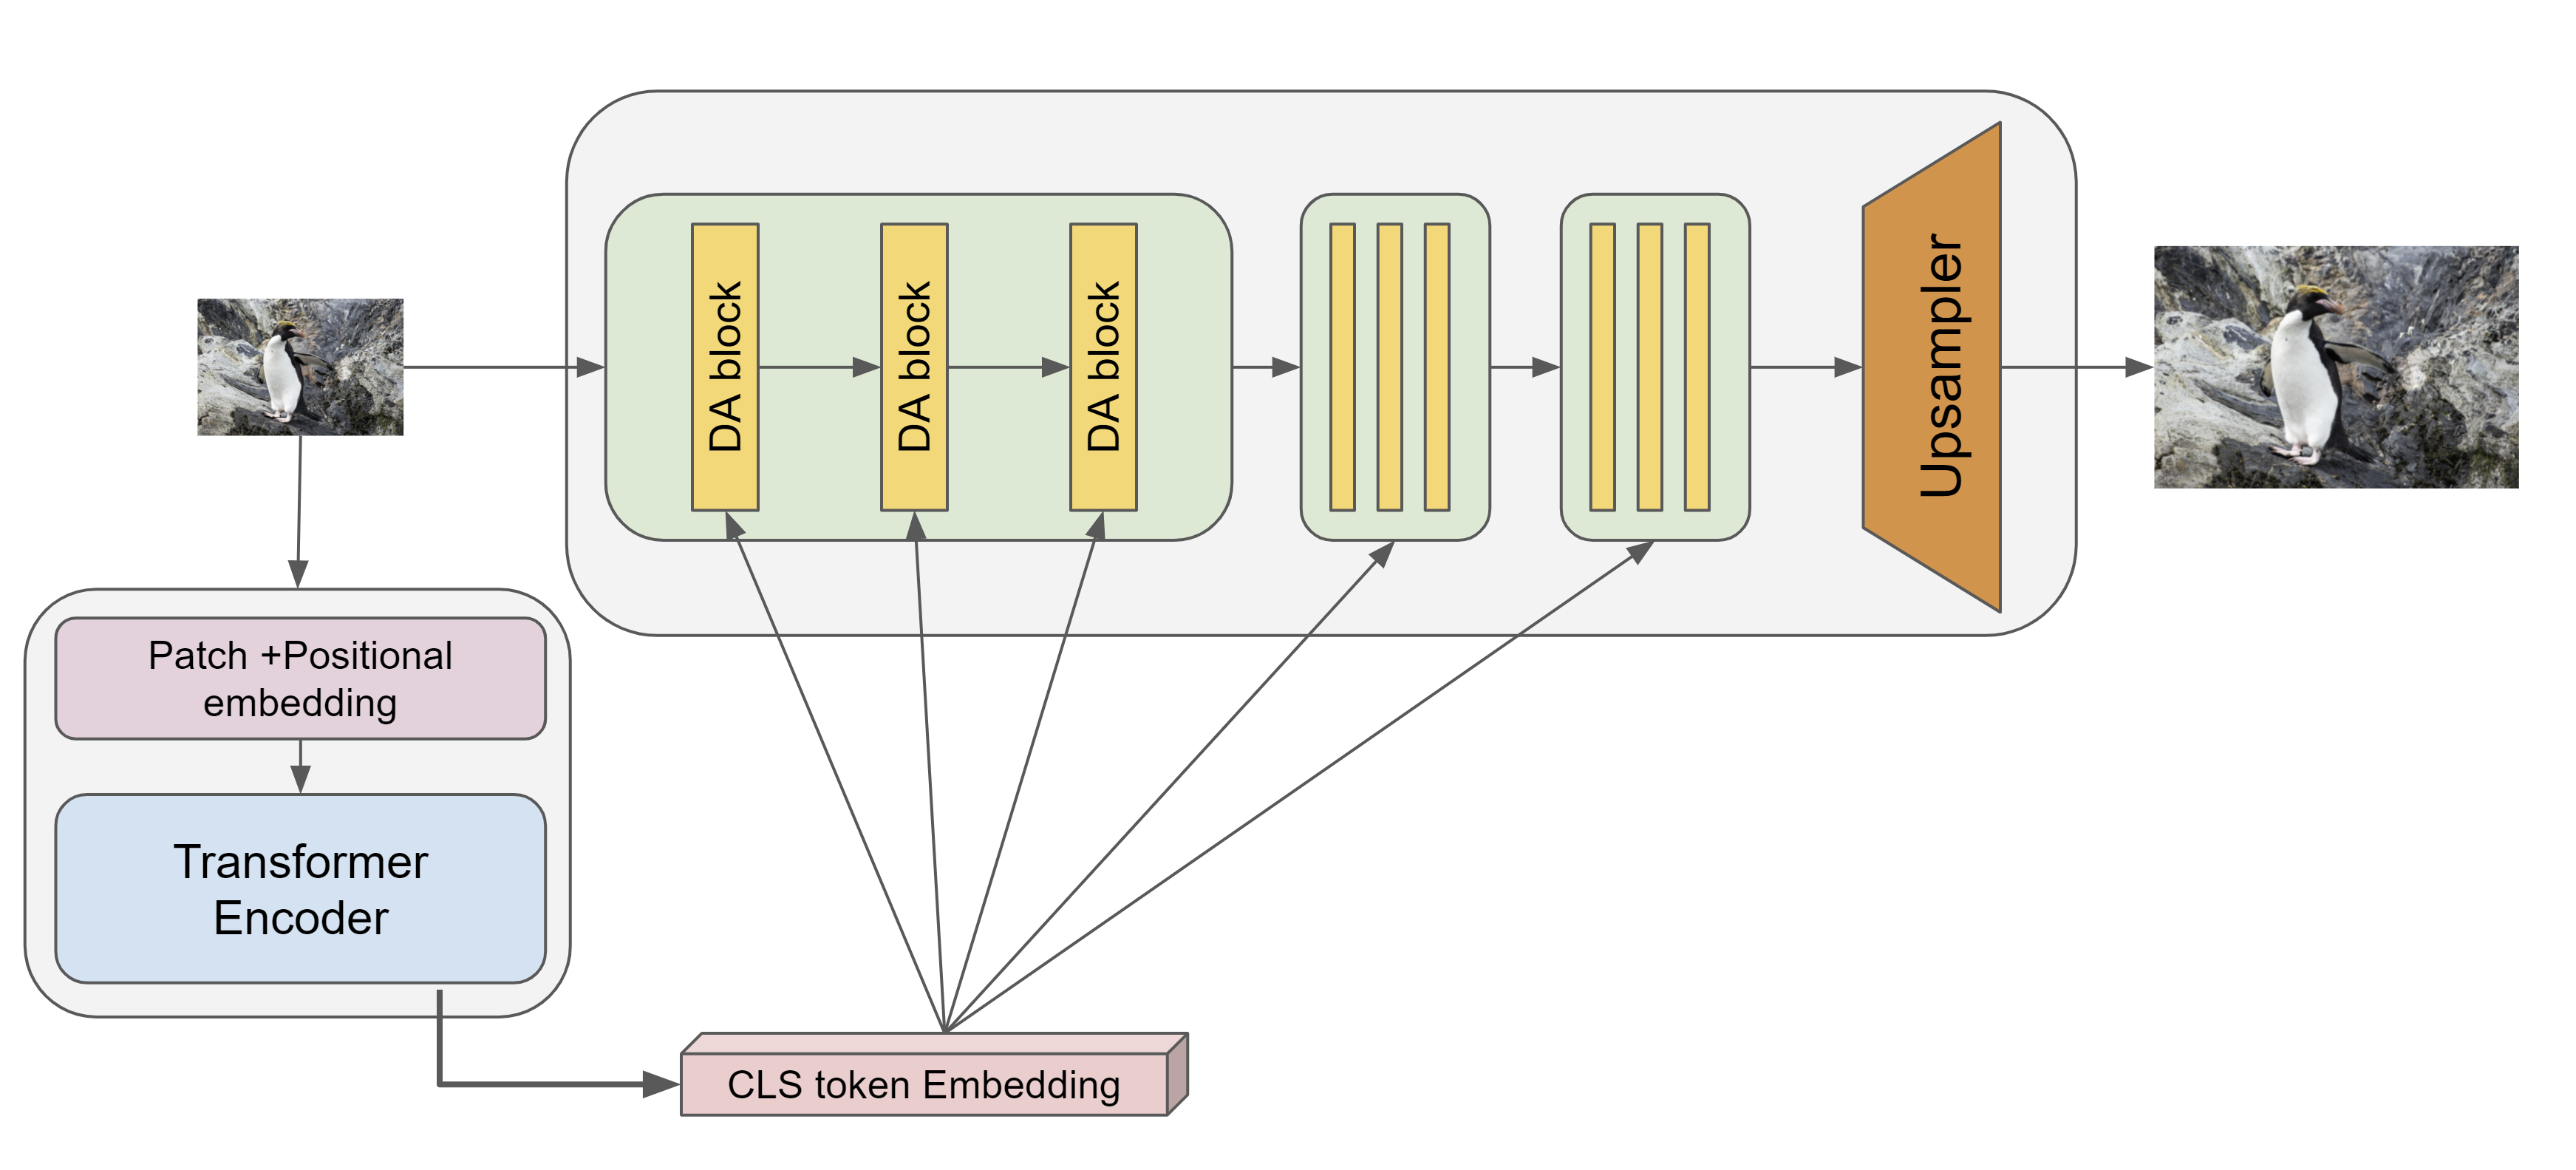 DA block
DA block
DA block
Upsampler
Patch +Positional
embedding
Transformer
Encoder
CLS token Embedding